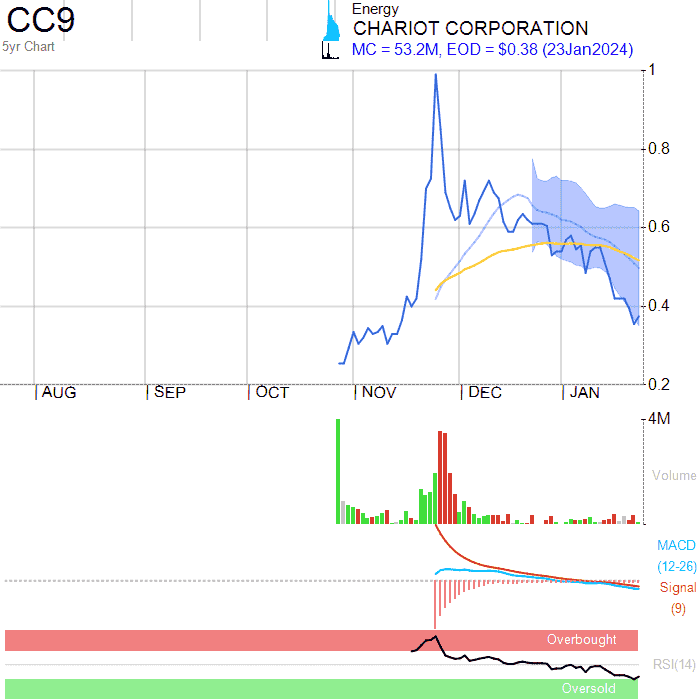 CC9
5yr Chart
Energy
CHARIOT CORPORATION
MC = 53.2M, EOD = $0.38 (23Jan2024)
1
0.8
0.6
0.4
0.2
AUG SEP OCT NOV DEC JAN
4M
Volume
MACD
(12-26)
Signal
(9)
Overbought
RSI(14)
Oversold